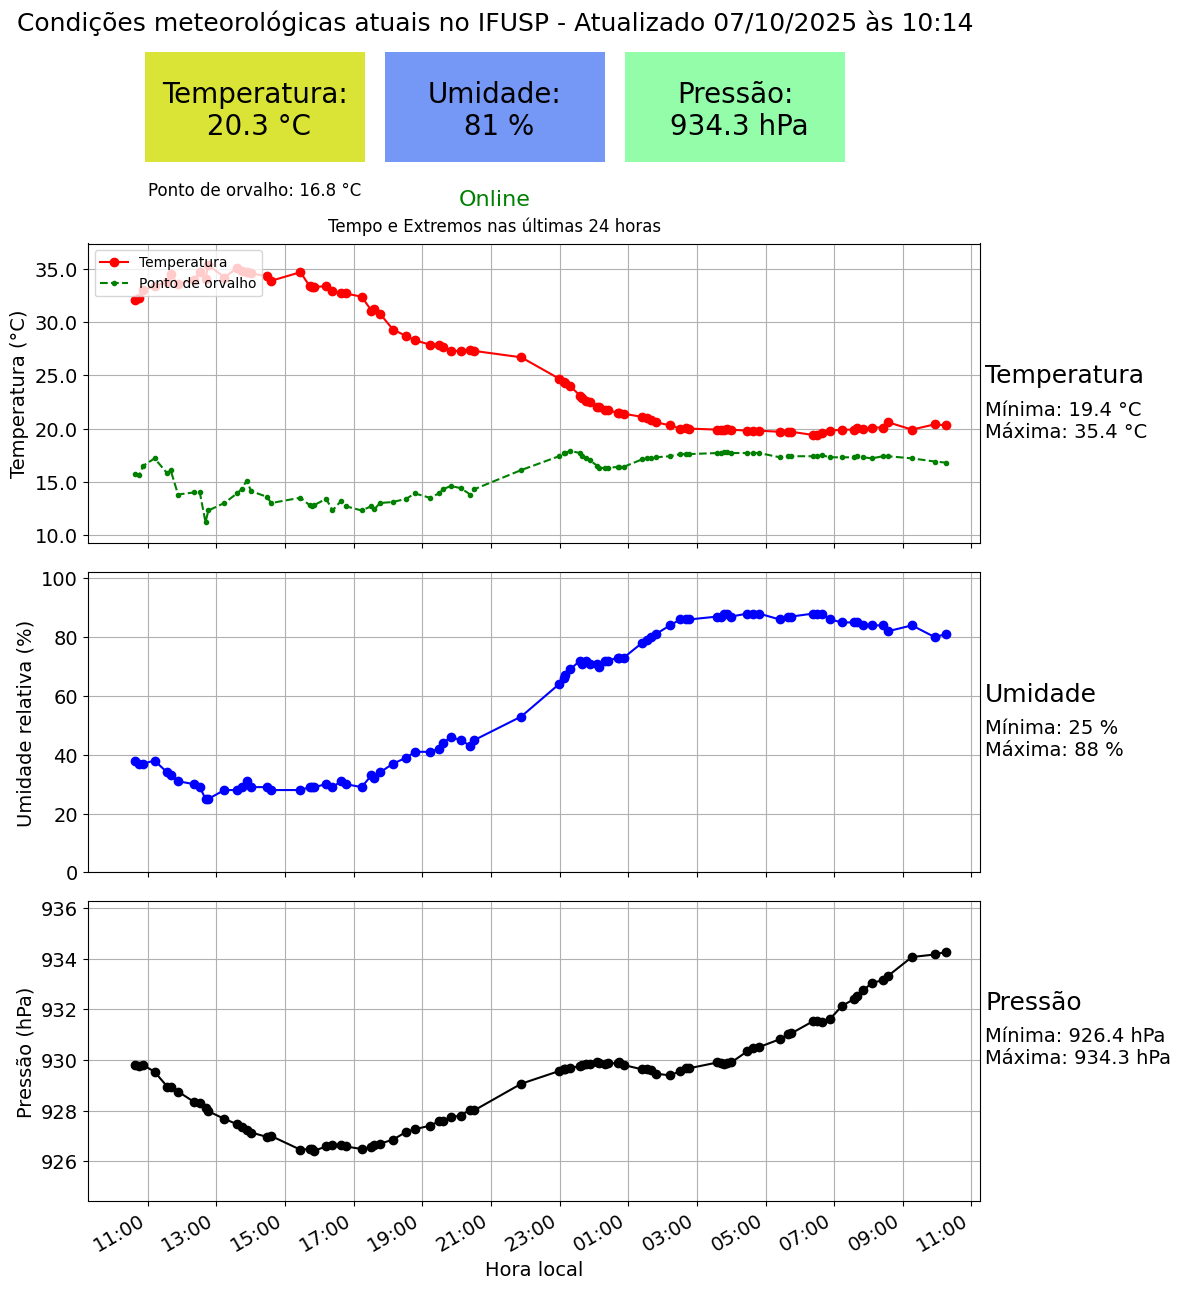 Condições meteorológicas atuais no IFUSP - Atualizado 07/10/2025 às 10:14
Temperatura:
20.3 °C
Umidade:
81 %
Pressão:
934.3 hPa
Ponto de orvalho: 16.8 °C
Online
Tempo e Extremos nas últimas 24 horas
Temperatura
Ponto de orvalho
35.0
30.0
25.0
20.0
15.0
10.0
Temperatura (°C)
Temperatura
Mínima: 19.4 °C
Máxima: 35.4 °C
100
80
60
40
20
0
Umidade relativa (%)
Umidade
Mínima: 25 %
Máxima: 88 %
936
934
932
930
928
926
Pressão (hPa)
Pressão
Mínima: 926.4 hPa
Máxima: 934.3 hPa
11:00
13:00
15:00
17:00
19:00
21:00
23:00
01:00
03:00
05:00
07:00
09:00
11:00
Hora local